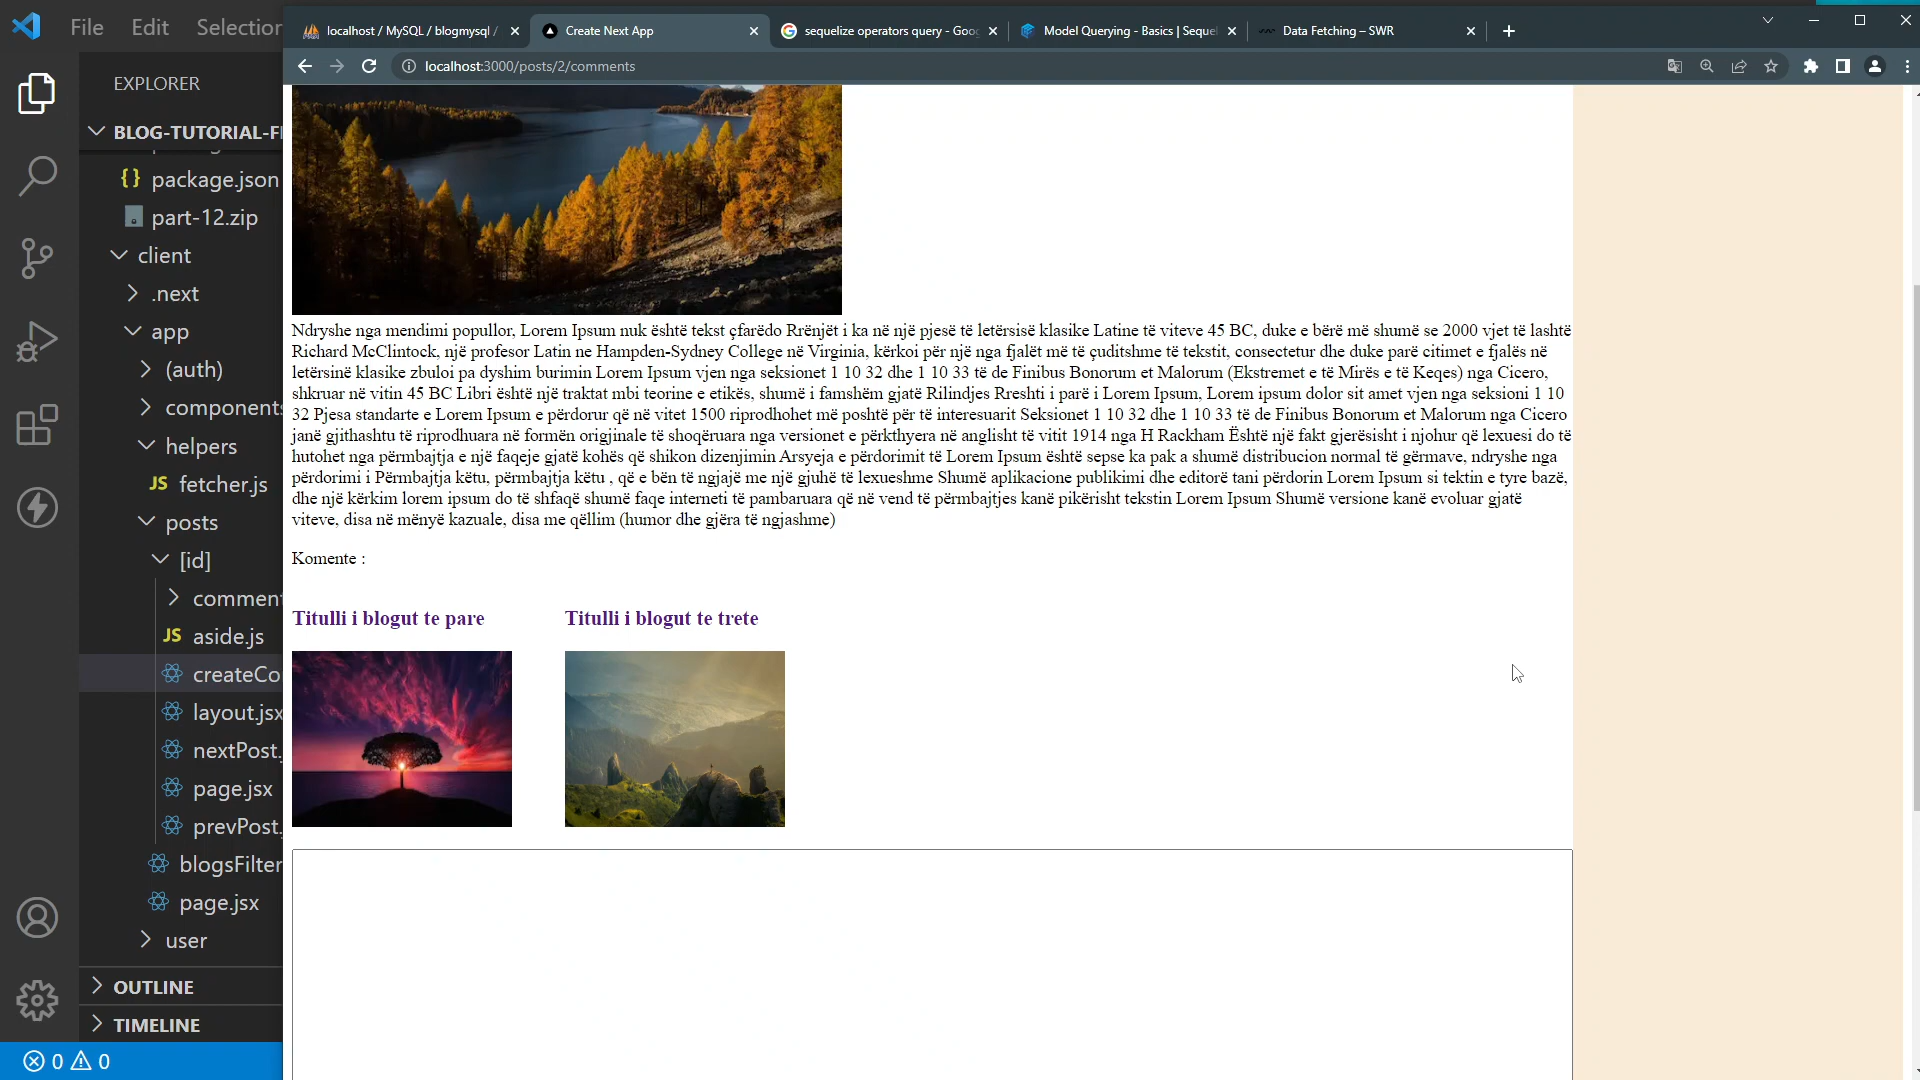 File Edit Selection
localhost / MySQL / blogmysql /
Create Next App
sequelize operators query - Goog
Model Querying - Basics | Sequel
Data Fetching – SWR
localhost:3000/posts/2/comments
EXPLORER
BLOG-TUTORIAL-FI
package.json
part-12.zip
client
.next
app
(auth)
components
helpers
JS fetcher.js
posts
[id]
comment
JS aside.js
createCo
layout.jsx
nextPost.
page.jsx
prevPost.
blogsFilter
page.jsx
user
OUTLINE
TIMELINE
0 0
Ndryshe nga mendimi popullor, Lorem Ipsum nuk është tekst çfarëdo Rrënjët i ka në një pjesë të letërsisë klasike Latine të viteve 45 BC, duke e bërë më shumë se 2000 vjet të lashtë
Richard McClintock, një profesor Latin ne Hampden-Sydney College në Virginia, kërkoi për një nga fjalët më të çuditshme të tekstit, consectetur dhe duke parë citimet e fjalës në
letërsinë klasike zbuloi pa dyshim burimin Lorem Ipsum vjen nga seksionet 1 10 32 dhe 1 10 33 të de Finibus Bonorum et Malorum (Ekstremet e të Mirës e të Keqes) nga Cicero,
shkruar në vitin 45 BC Libri është një traktat mbi teorine e etikës, shumë i famshëm gjatë Rilindjes Rreshti i parë i Lorem Ipsum, Lorem ipsum dolor sit amet vjen nga seksioni 1 10
32 Pjesa standarte e Lorem Ipsum e përdorur që në vitet 1500 riprodhohet më poshtë për të interesuarit Seksionet 1 10 32 dhe 1 10 33 të de Finibus Bonorum et Malorum nga Cicero
janë gjithashtu të riprodhuara në formën origjinale të shoqëruara nga versionet e përkthyera në anglisht të vitit 1914 nga H Rackham Është një fakt gjerësisht i njohur që lexuesi do të
hutohet nga përmbajtja e një faqeje gjatë kohës që shikon dizenjimin Arsyeja e përdorimit të Lorem Ipsum është sepse ka pak a shumë distribucion normal të gërmave, ndryshe nga
përdorimi i Përmbajtja këtu, përmbajtja këtu , që e bën të ngjajë me një gjuhë të lexueshme Shumë aplikacione publikimi dhe editorë tani përdorin Lorem Ipsum si tektin e tyre bazë,
dhe një kërkim lorem ipsum do të shfaqë shumë faqe interneti të pambaruara që në vend të përmbajtjes kanë pikërisht tekstin Lorem Ipsum Shumë versione kanë evoluar gjatë
viteve, disa në mënyë kazuale, disa me qëllim (humor dhe gjëra të ngjashme)
Komente :
Titulli i blogut te pare
Titulli i blogut te trete